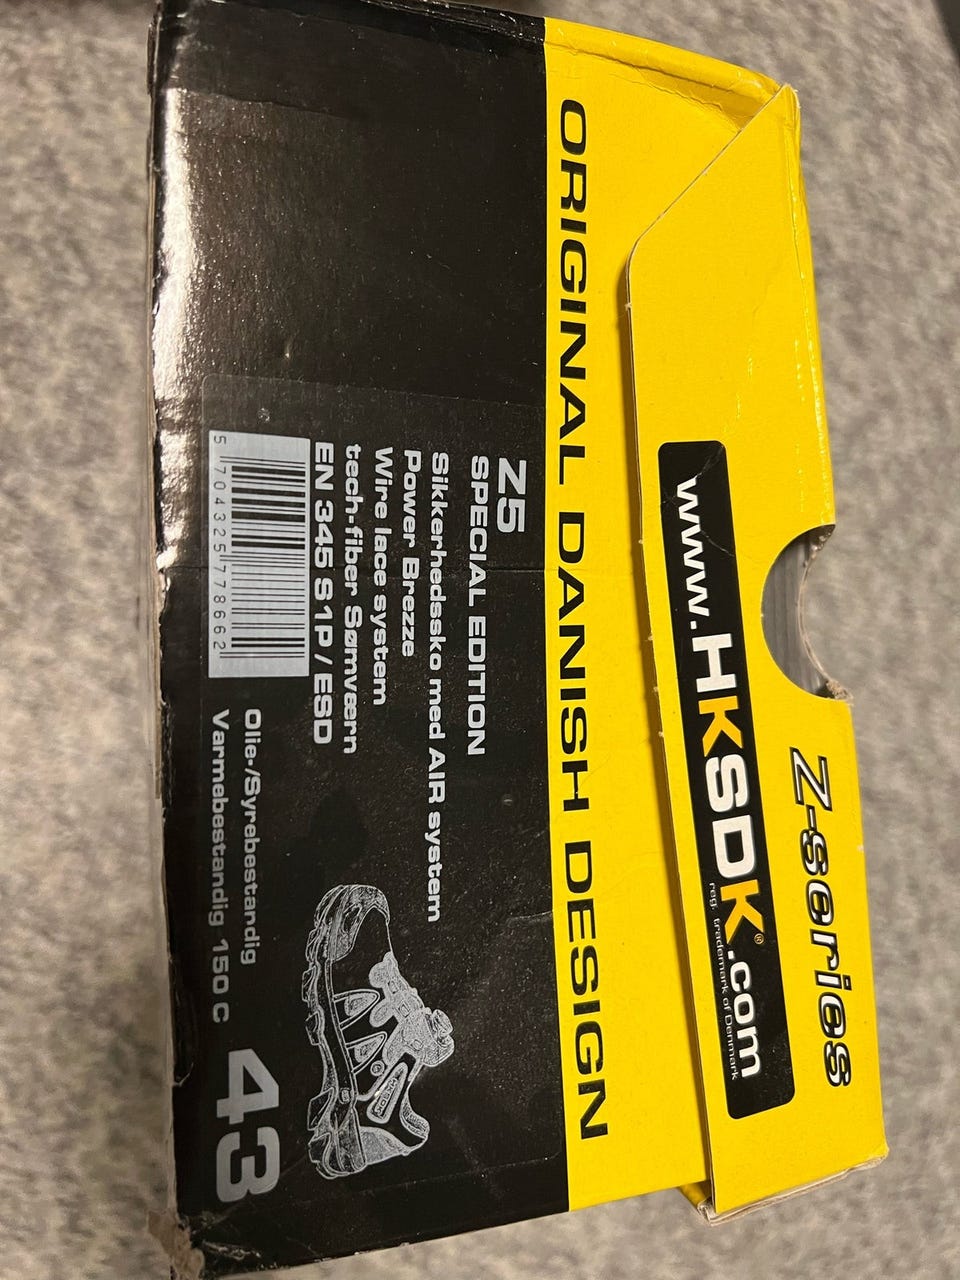 Z-series
www.HKSDK®.com
reg. trademark of Denmark
ORIGINAL DANISH DESIGN
Z5
SPECIAL EDITION
Sikkerhedssko med AIR system
Power Brezze
Wire lace system
tech-fiber Sømværn
EN 345 S1P / ESD
5 704325 778662
Olie-/Syrebestandig
Varmebestandig 150 C
43